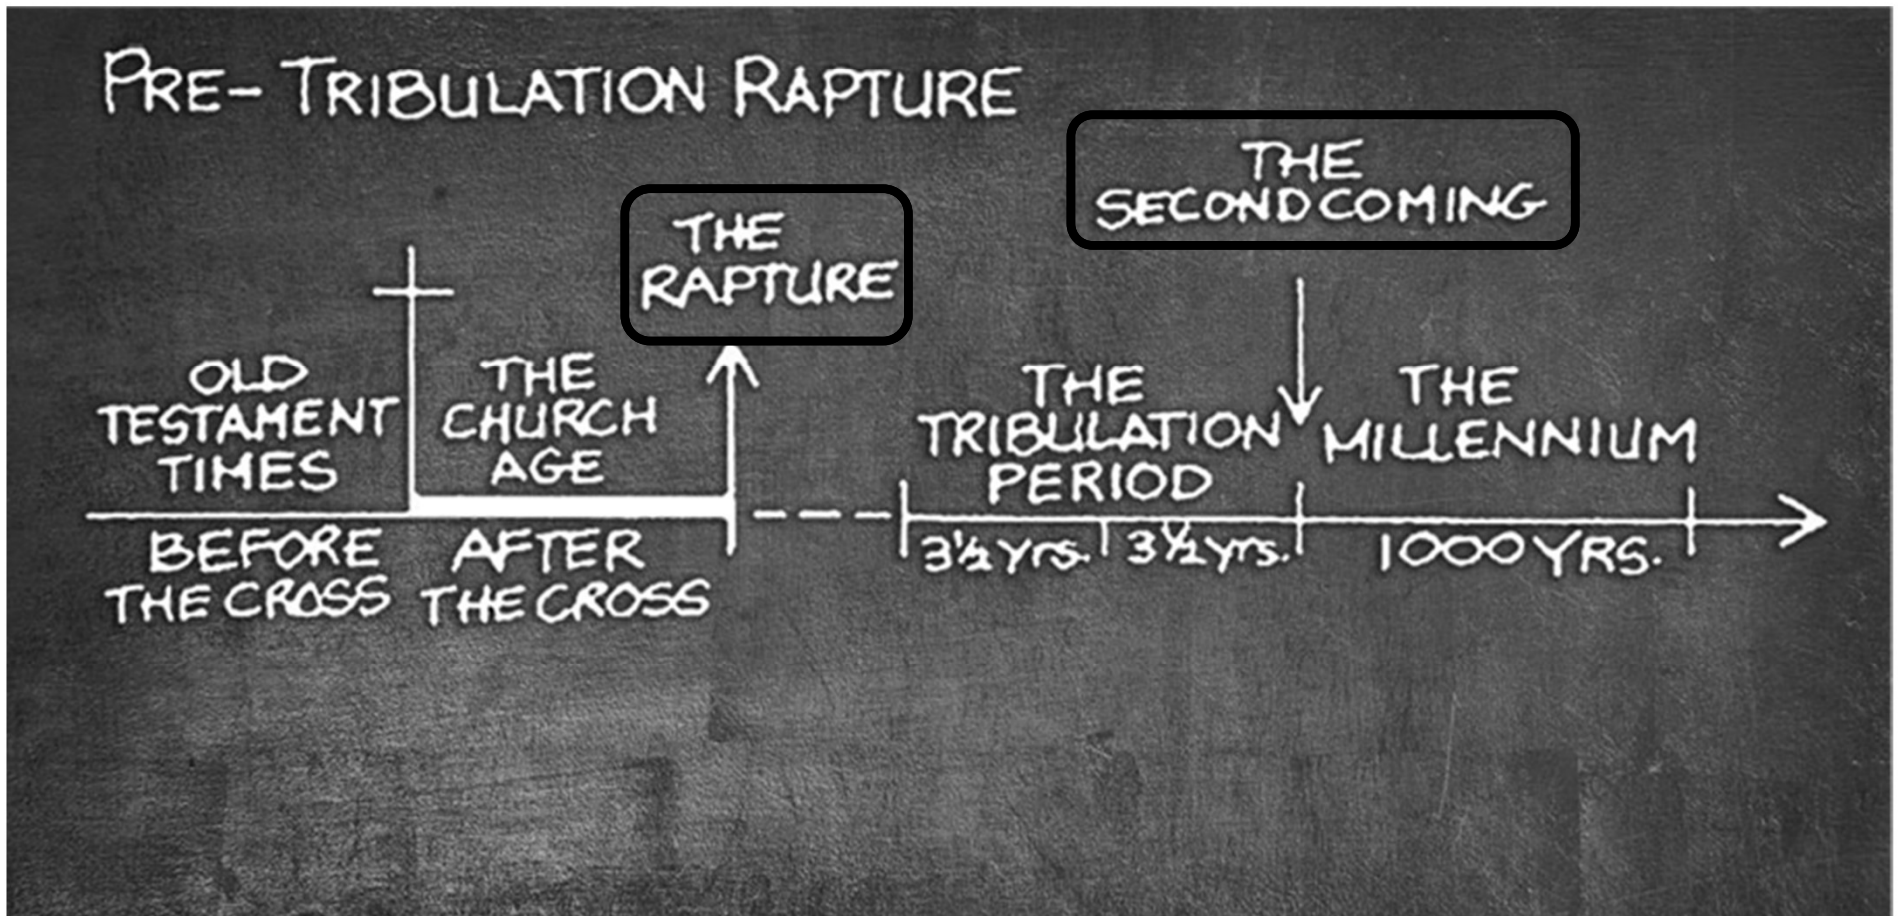 PRE-TRIBULATION RAPTURE
THE
SECOND COMING
THE
RAPTURE
OLD
TESTAMENT
TIMES
THE
CHURCH
AGE
THE
TRIBULATION
PERIOD
THE
MILLENNIUM
BEFORE
THE CROSS
AFTER
THE CROSS
3½ yrs.
3½ yrs.
1000 YRS.